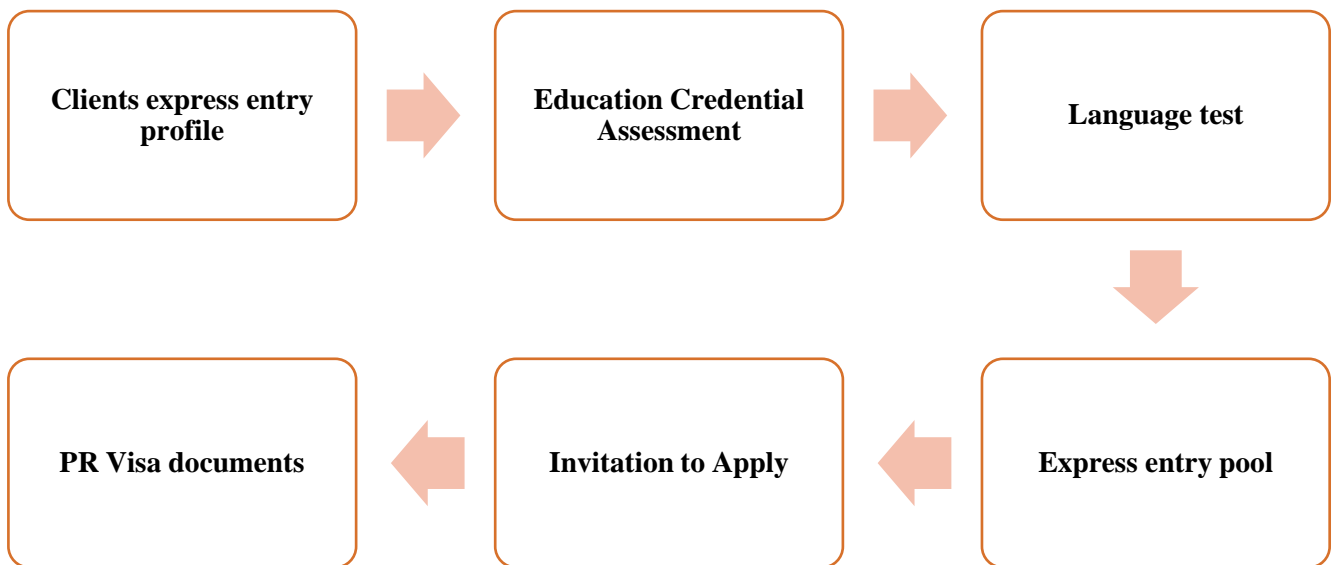 Clients express entry
profile
Education Credential
Assessment
Language test
Express entry pool
Invitation to Apply
PR Visa documents